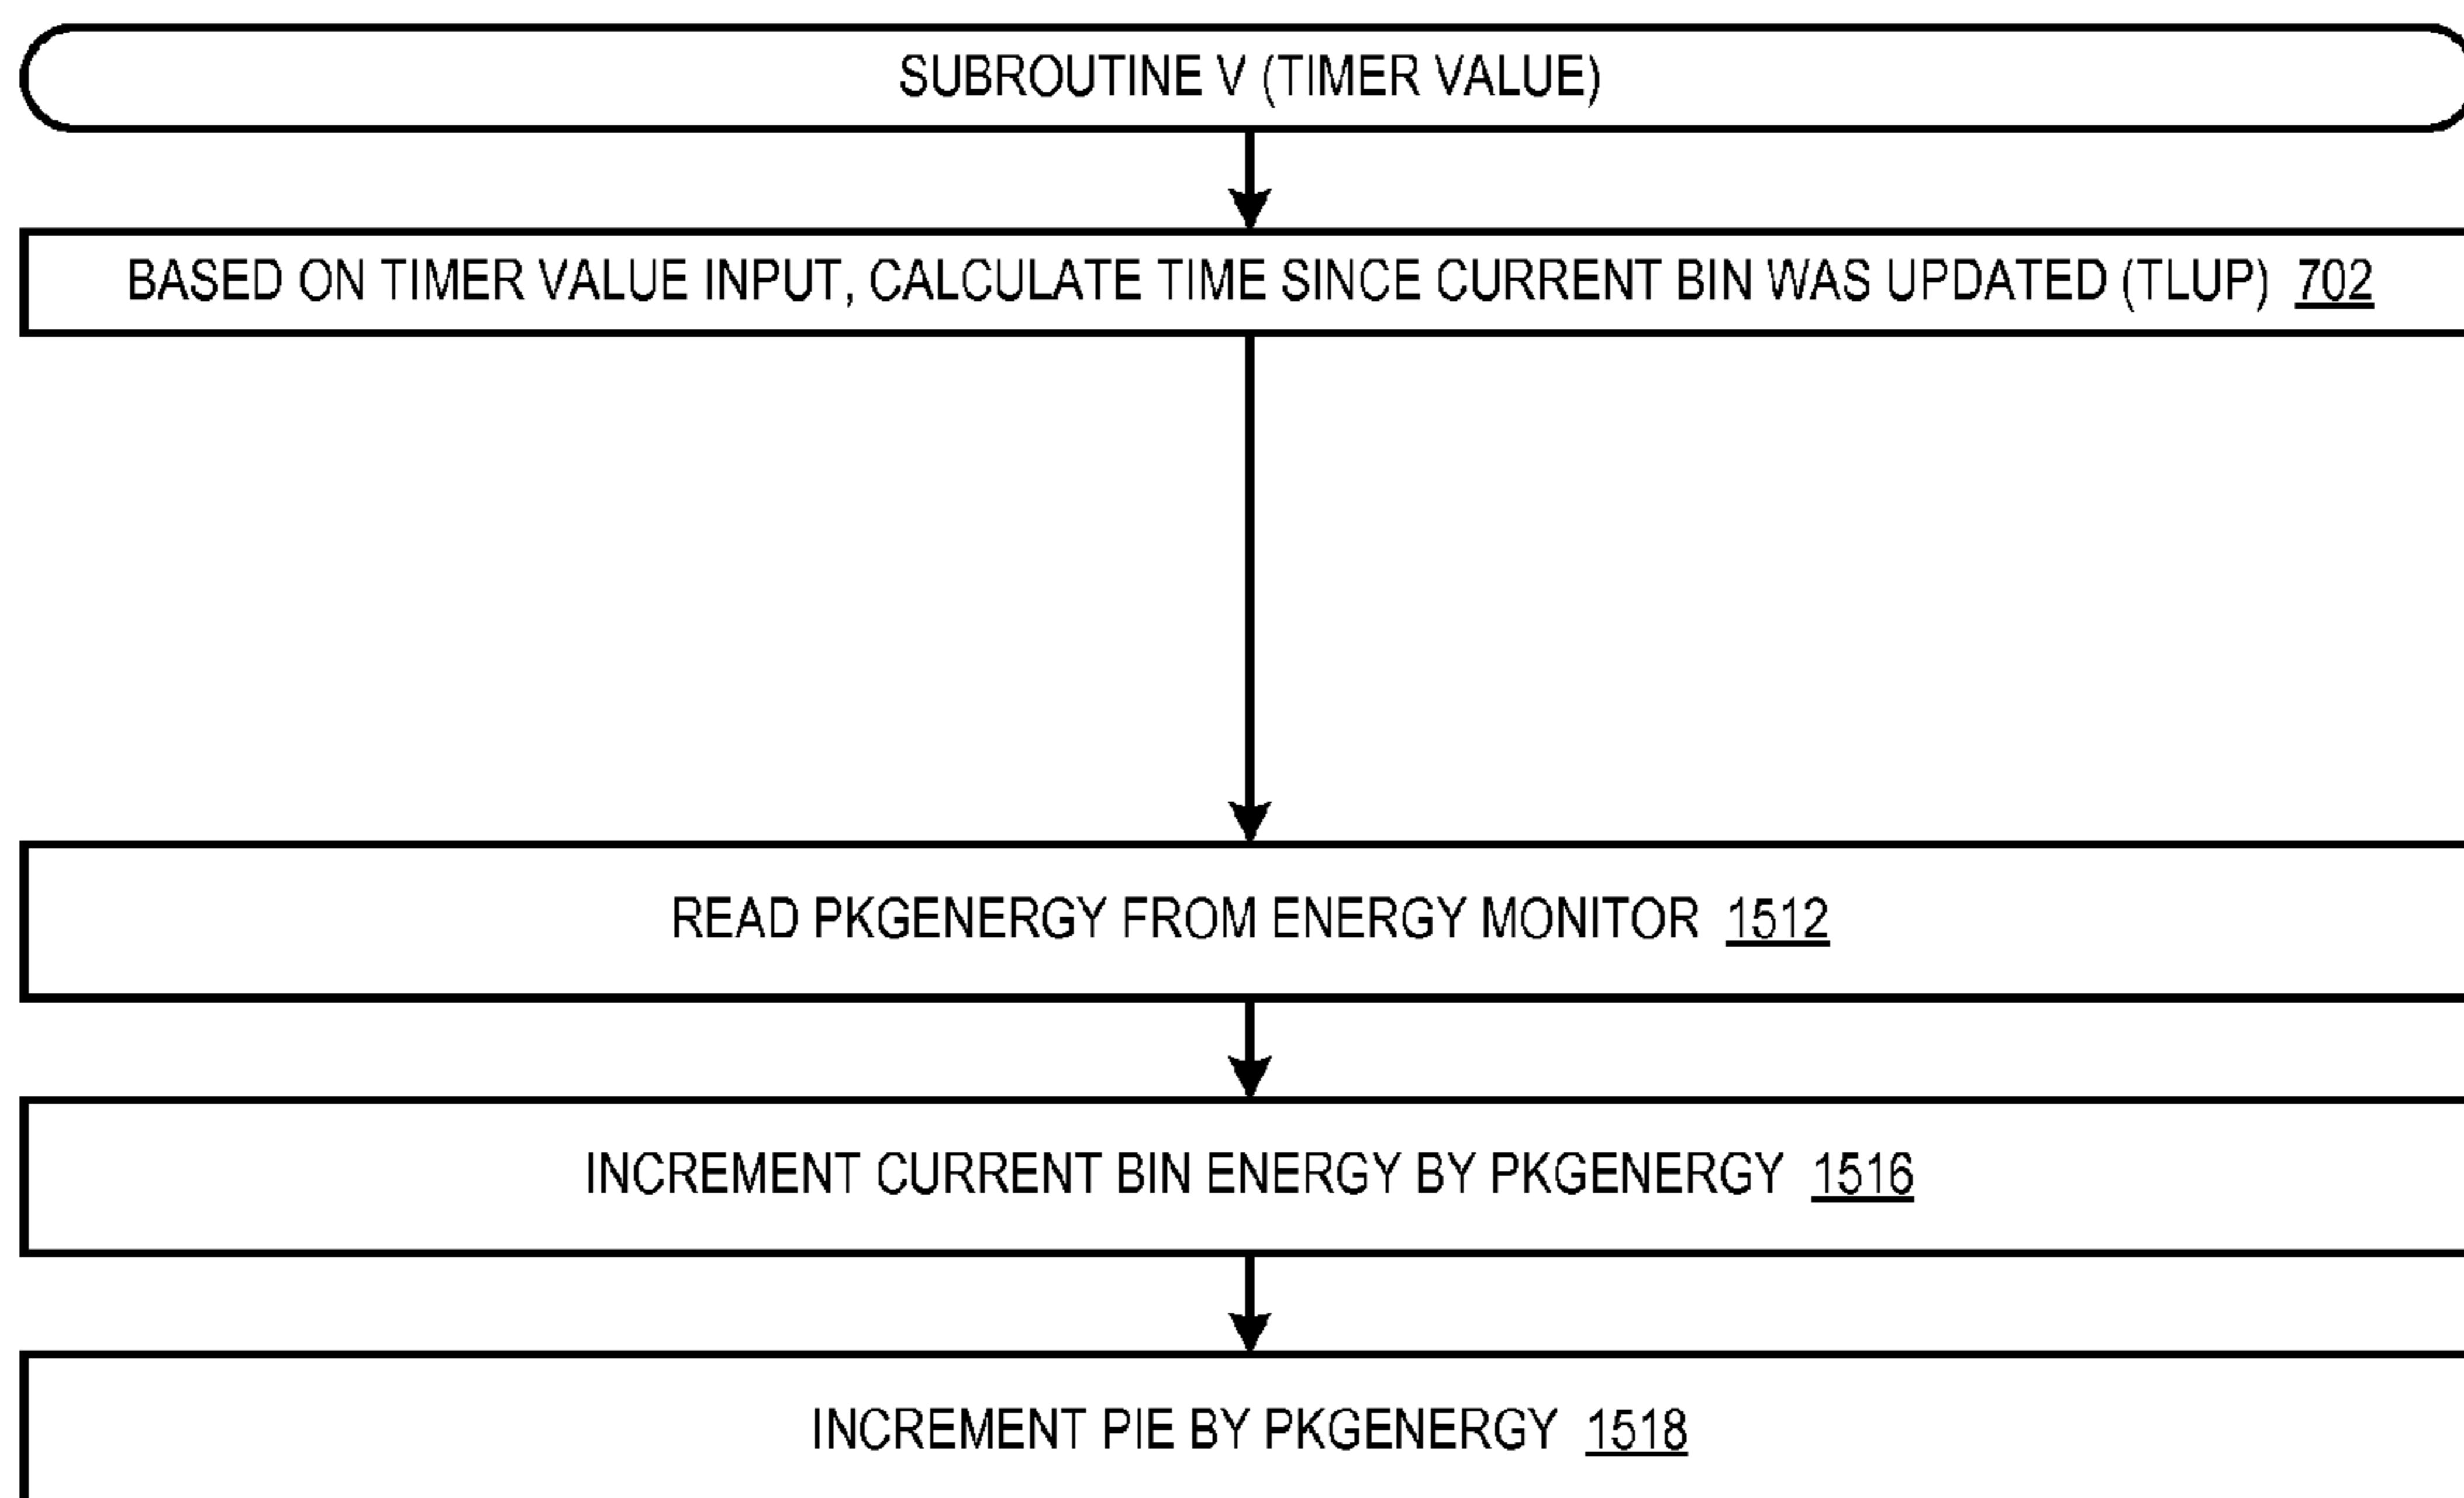 SUBROUTINE V (TIMER VALUE)
BASED ON TIMER VALUE INPUT, CALCULATE TIME SINCE CURRENT BIN WAS UPDATED (TLUP) 702
READ PKGENERGY FROM ENERGY MONITOR 1512
INCREMENT CURRENT BIN ENERGY BY PKGENERGY 1516
INCREMENT PIE BY PKGENERGY 1518